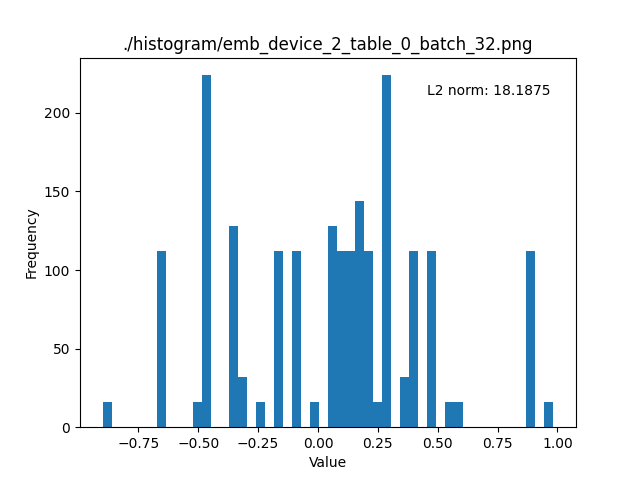 ./histogram/emb_device_2_table_0_batch_32.png
L2 norm: 18.1875
Frequency
200
150
100
50
0
−0.75 −0.50 −0.25 0.00 0.25 0.50 0.75 1.00
Value